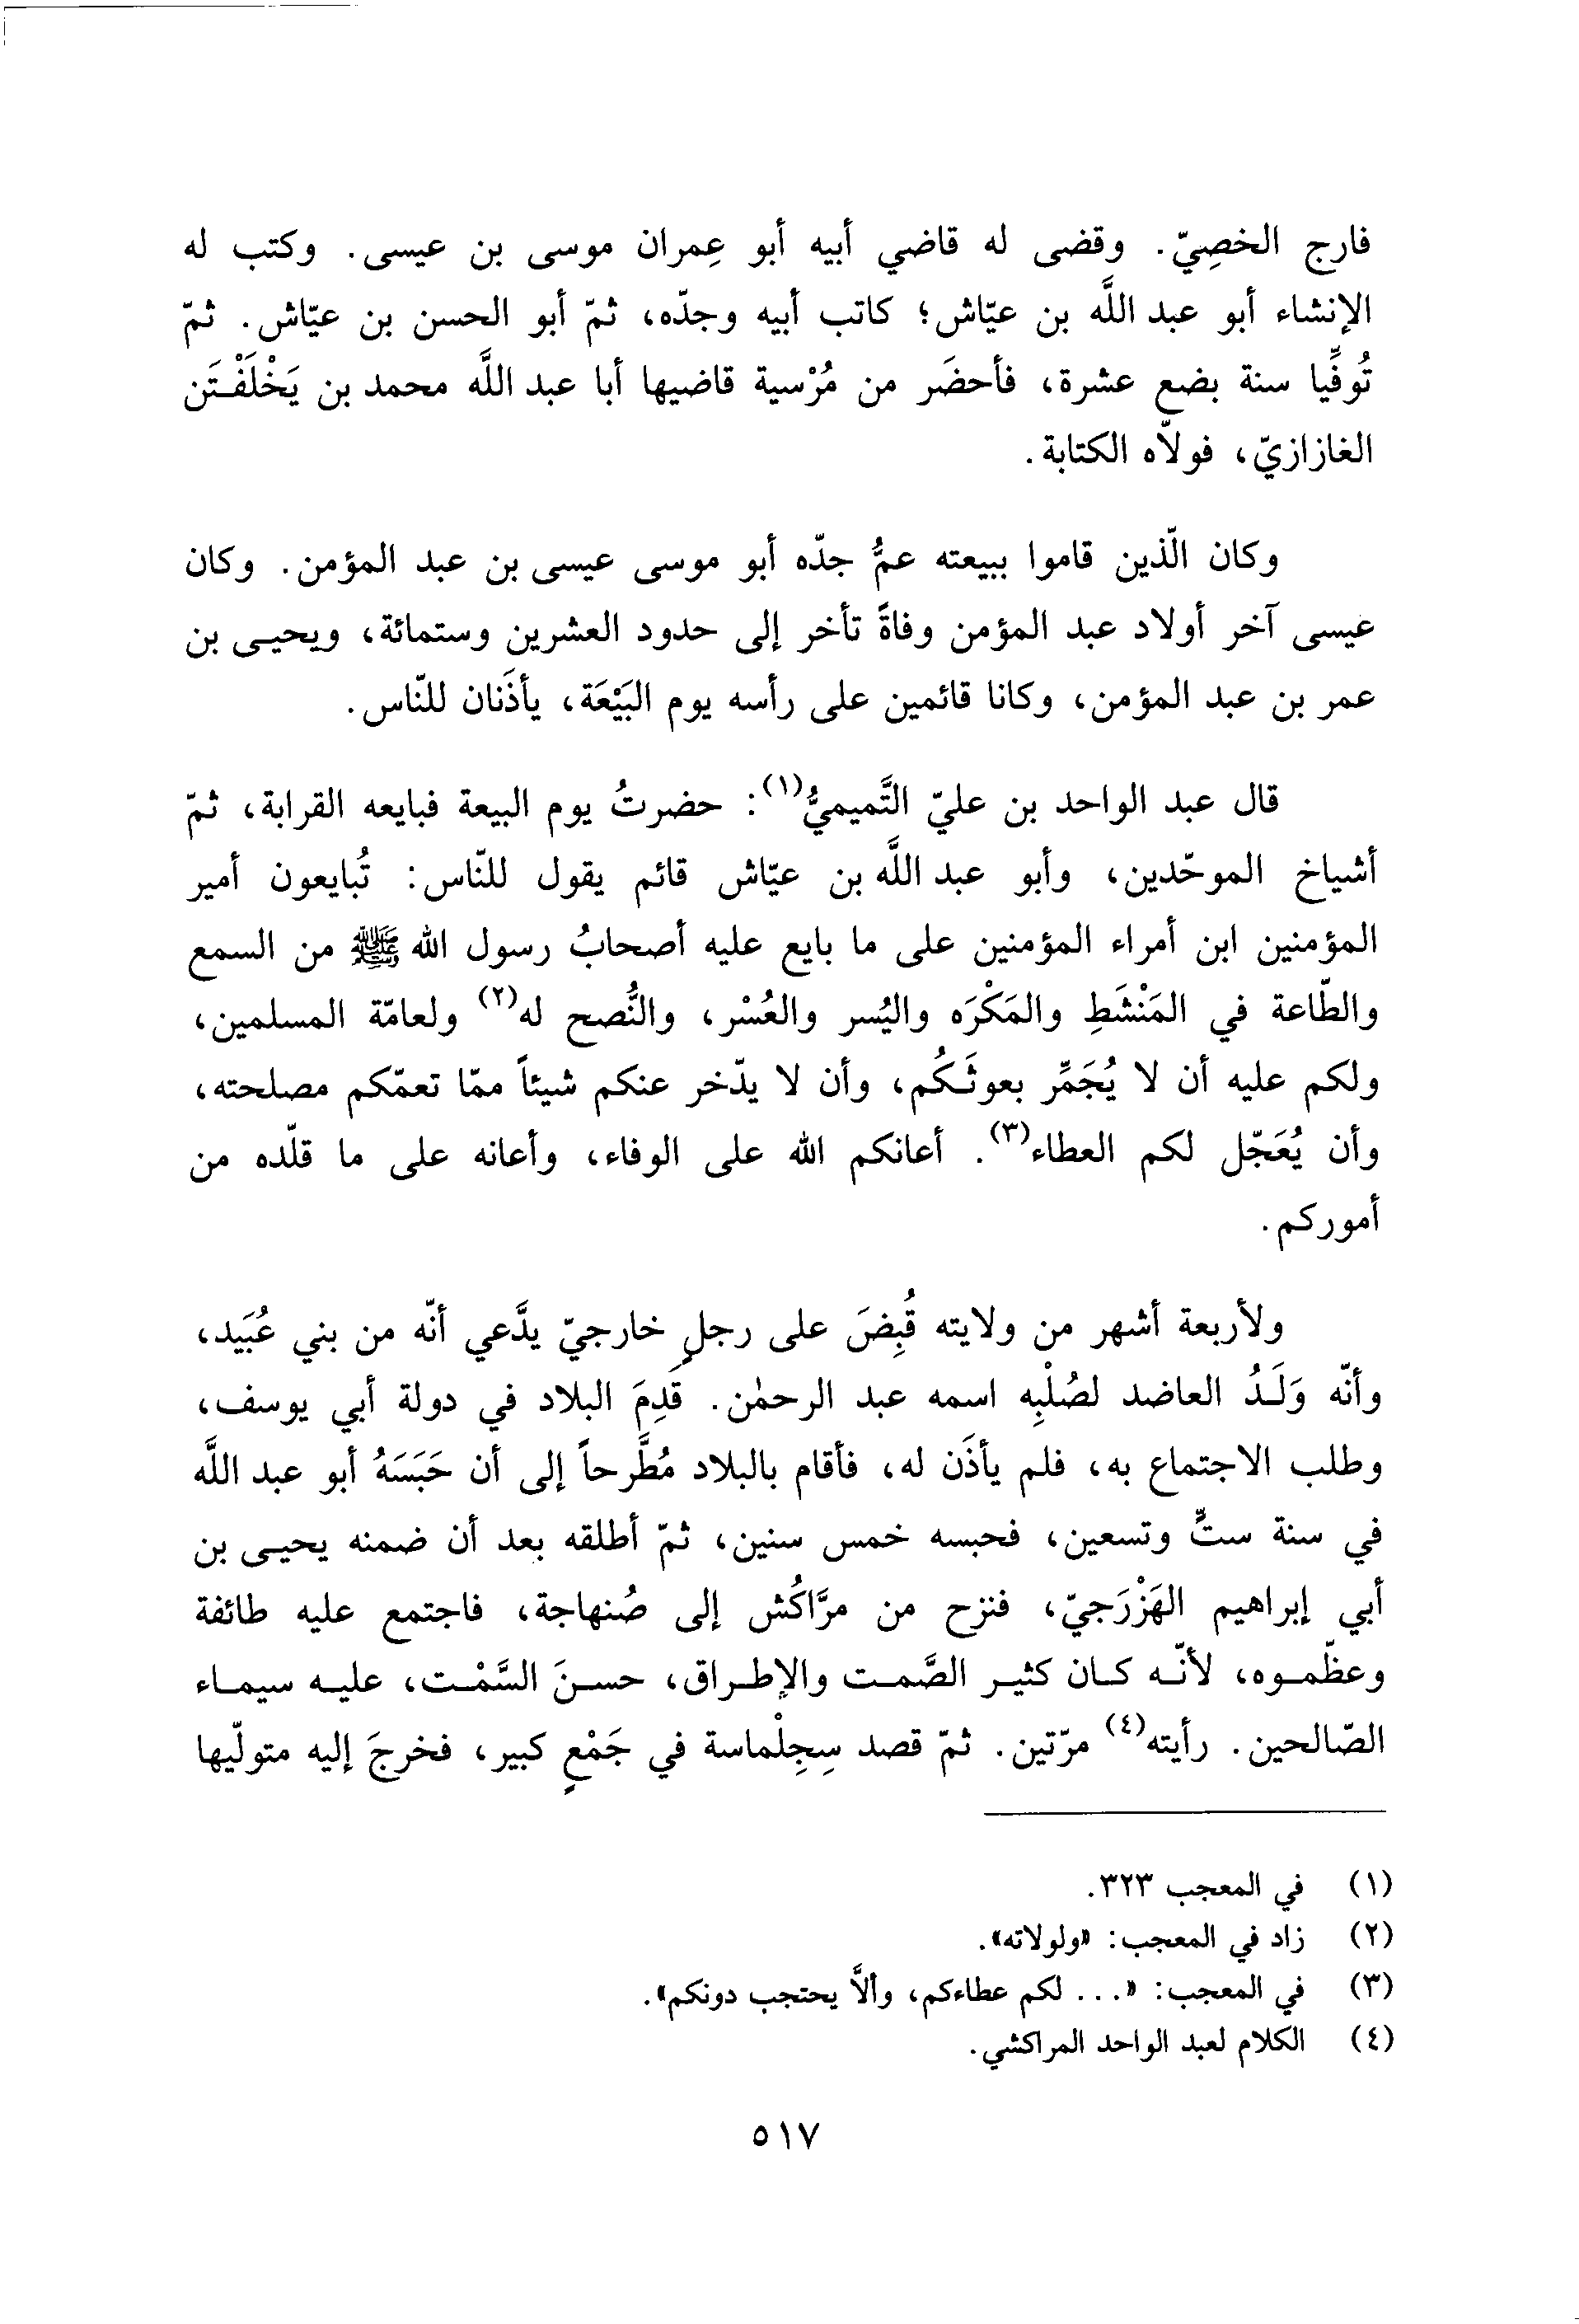 فارج الخصِيّ. وقضى له قاضي أبيه أبو عِمران موسى بن عيسى. وكتب له
الإنشاء أبو عبد اللَّه بن عيّاش؛ كاتب أبيه وجدّه، ثمّ أبو الحسن بن عيّاش. ثمّ
تُوفِّيا سنة بضع عشرة، فأحضَر من مُرْسية قاضيها أبا عبد اللَّه محمد بن يَخْلَفْتَن
الغازازيّ، فولاّه الكتابة.
وكان الّذين قاموا ببيعته عمُّ جدّه أبو موسى عيسى بن عبد المؤمن. وكان
عيسى آخر أولاد عبد المؤمن وفاةً تأخر إلى حدود العشرين وستمائة، ويحيى بن
عمر بن عبد المؤمن، وكانا قائمين على رأسه يوم البَيْعَة، يأذَنان للنّاس.
قال عبد الواحد بن عليّ التَّميميُّ(١): حضرتُ يوم البيعة فبايعه القرابة، ثمّ
أشياخ الموحّدين، وأبو عبد اللَّه بن عيّاش قائم يقول للنّاس: تُبايعون أمير
المؤمنين ابن أمراء المؤمنين على ما بايع عليه أصحابُ رسول الله ﷺ من السمع
والطّاعة في المَنْشَطِ والمَكْرَه واليُسر والعُسْر، والنُّصح له(٢) ولعامّة المسلمين،
ولكم عليه أن لا يُجَمِّر بعوثَكُم، وأن لا يدّخر عنكم شيئاً ممّا تعمّكم مصلحته،
وأن يُعَجّل لكم العطاء(٣). أعانكم الله على الوفاء، وأعانه على ما قلّده من
أموركم.
ولأربعة أشهر من ولايته قُبِضَ على رجلٍ خارجيّ يدَّعي أنّه من بني عُبَيد،
وأنّه وَلَدُ العاضد لصُلْبِه اسمه عبد الرحمٰن. قَدِمَ البلاد في دولة أبي يوسف،
وطلب الاجتماع به، فلم يأذَن له، فأقام بالبلاد مُطَّرحاً إلى أن حَبَسَهُ أبو عبد اللَّه
في سنة ستٍّ وتسعين، فحبسه خمس سنين، ثمّ أطلقه بعد أن ضمنه يحيى بن
أبي إبراهيم الهَزْرَجيّ، فنزح من مرَّاكُش إلى صُنهاجة، فاجتمع عليه طائفة
وعظّموه، لأنّه كان كثير الصَّمت والإطراق، حسنَ السَّمْت، عليه سيماء
الصّالحين. رأيته(٤) مرّتين. ثمّ قصد سِجِلْماسة في جَمْعٍ كبير، فخرجَ إليه متولّيها
(١) في المعجب ٣٢٣.
(٢) زاد في المعجب: «ولولاته».
(٣) في المعجب: «... لكم عطاءكم، وألاَّ يحتجب دونكم».
(٤) الكلام لعبد الواحد المراكشي.
٥١٧